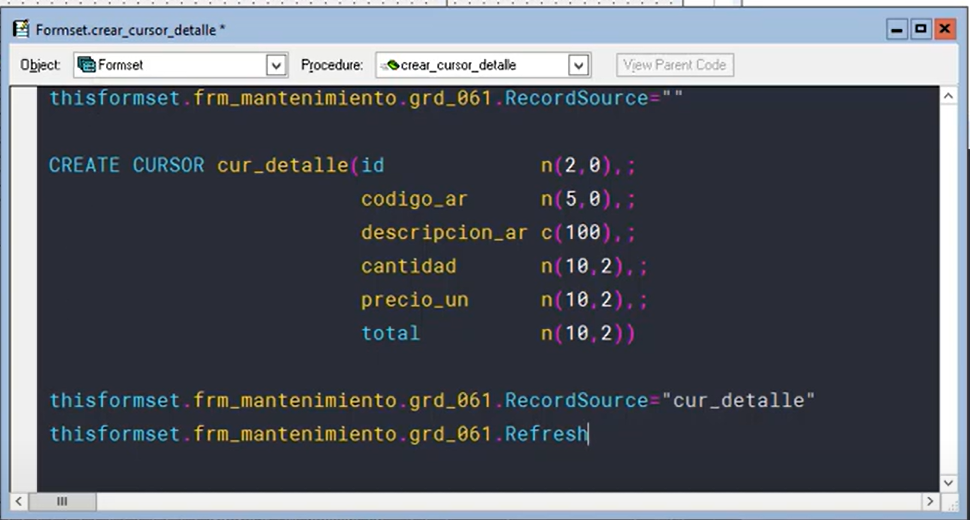 Formset.crear_cursor_detalle *
Object: Formset Procedure: crear_cursor_detalle View Parent Code
thisformset.frm_mantenimiento.grd_061.RecordSource=""
CREATE CURSOR cur_detalle(id n(2,0),;
codigo_ar n(5,0),;
descripcion_ar c(100),;
cantidad n(10,2),;
precio_un n(10,2),;
total n(10,2))
thisformset.frm_mantenimiento.grd_061.RecordSource="cur_detalle"
thisformset.frm_mantenimiento.grd_061.Refresh